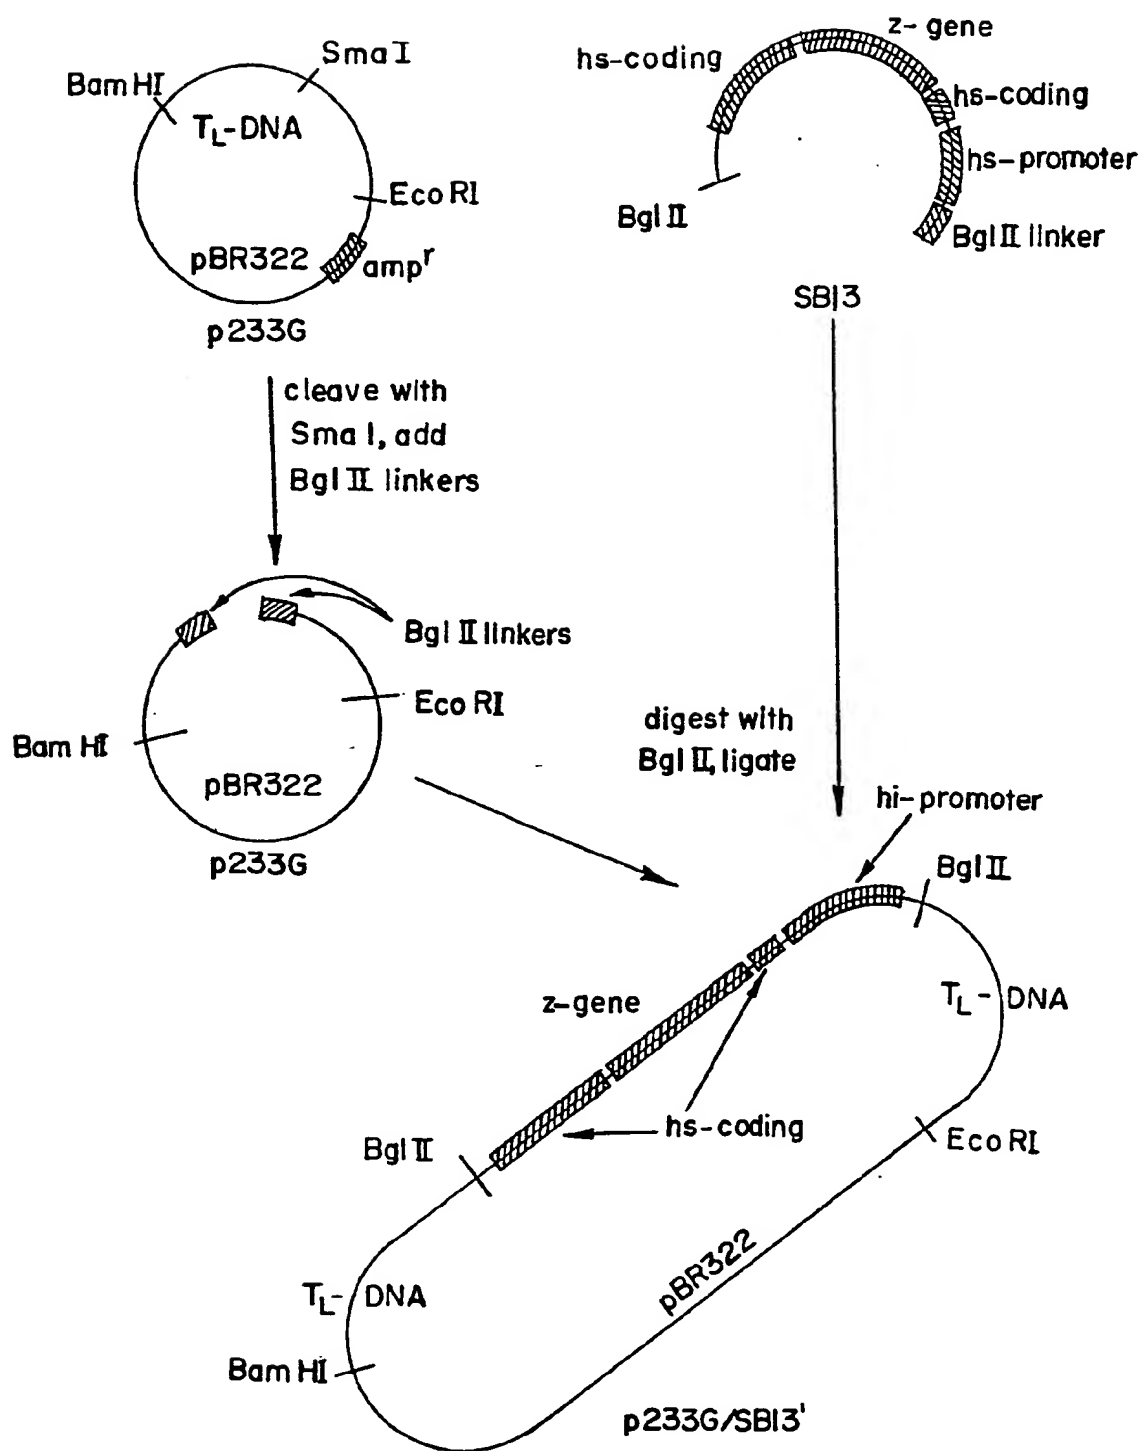 Sma I
Bam HI
TL-DNA
Eco RI
pBR322
ampr
p233G
z-gene
hs-coding
hs-coding
hs-promoter
Bgl II
Bgl II linker
SB13
cleave with
Sma I, add
Bgl II linkers
Bgl II linkers
Eco RI
Bam HI
pBR322
p233G
digest with
Bgl II, ligate
hi-promoter
Bgl II
TL-DNA
z-gene
hs-coding
Bgl II
Eco RI
pBR322
TL-DNA
Bam HI
p233G/SB13'